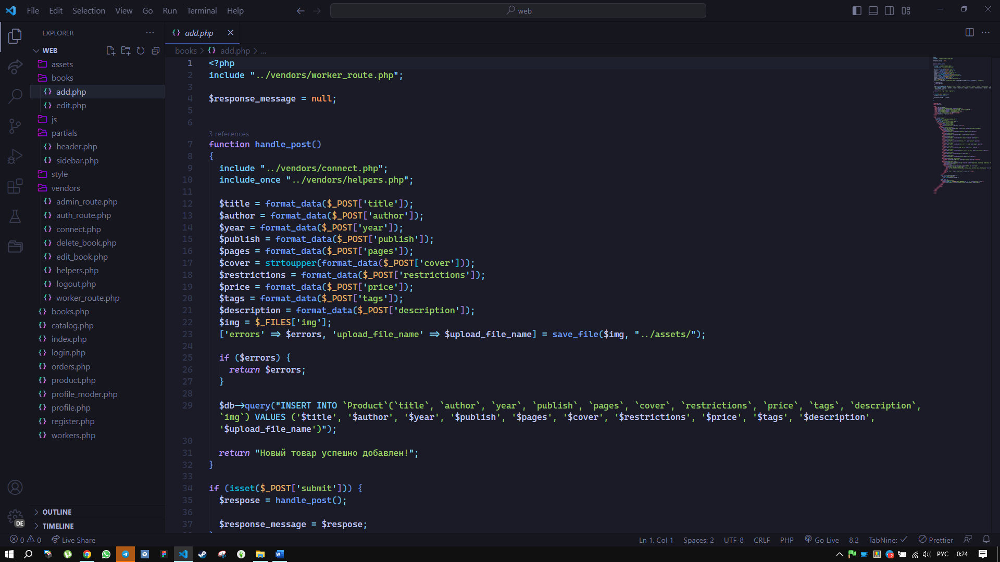 File Edit Selection View Go Run Terminal Help
web
EXPLORER
add.php
WEB
books > add.php > ...
assets
books
add.php
edit.php
js
partials
header.php
sidebar.php
style
vendors
admin_route.php
auth_route.php
connect.php
delete_book.php
edit_book.php
helpers.php
logout.php
worker_route.php
books.php
catalog.php
index.php
login.php
orders.php
product.php
profile_moder.php
profile.php
register.php
workers.php
OUTLINE
TIMELINE
DE
1 <?php
2 include "../vendors/worker_route.php";
3
4 $response_message = null;
5
6
3 references
7 function handle_post()
8 {
9 include "../vendors/connect.php";
10 include_once "../vendors/helpers.php";
11
12 $title = format_data($_POST['title']);
13 $author = format_data($_POST['author']);
14 $year = format_data($_POST['year']);
15 $publish = format_data($_POST['publish']);
16 $pages = format_data($_POST['pages']);
17 $cover = strtoupper(format_data($_POST['cover']));
18 $restrictions = format_data($_POST['restrictions']);
19 $price = format_data($_POST['price']);
20 $tags = format_data($_POST['tags']);
21 $description = format_data($_POST['description']);
22 $img = $_FILES['img'];
23 ['errors' => $errors, 'upload_file_name' => $upload_file_name] = save_file($img, "../assets/");
24
25 if ($errors) {
26 return $errors;
27 }
28
29 $db->query("INSERT INTO `Product`(`title`, `author`, `year`, `publish`, `pages`, `cover`, `restrictions`, `price`, `tags`, `description`,
`img`) VALUES ('$title', '$author', '$year', '$publish', '$pages', '$cover', '$restrictions', '$price', '$tags', '$description',
'$upload_file_name')");
30
31 return "Новый товар успешно добавлен!";
32 }
33
34 if (isset($_POST['submit'])) {
35 $respose = handle_post();
36
37 $response_message = $respose;
0 0 Live Share
Ln 1, Col 1 Spaces: 2 UTF-8 CRLF PHP Go Live 8.2 TabNine: ✓ Prettier
РУС 0:24